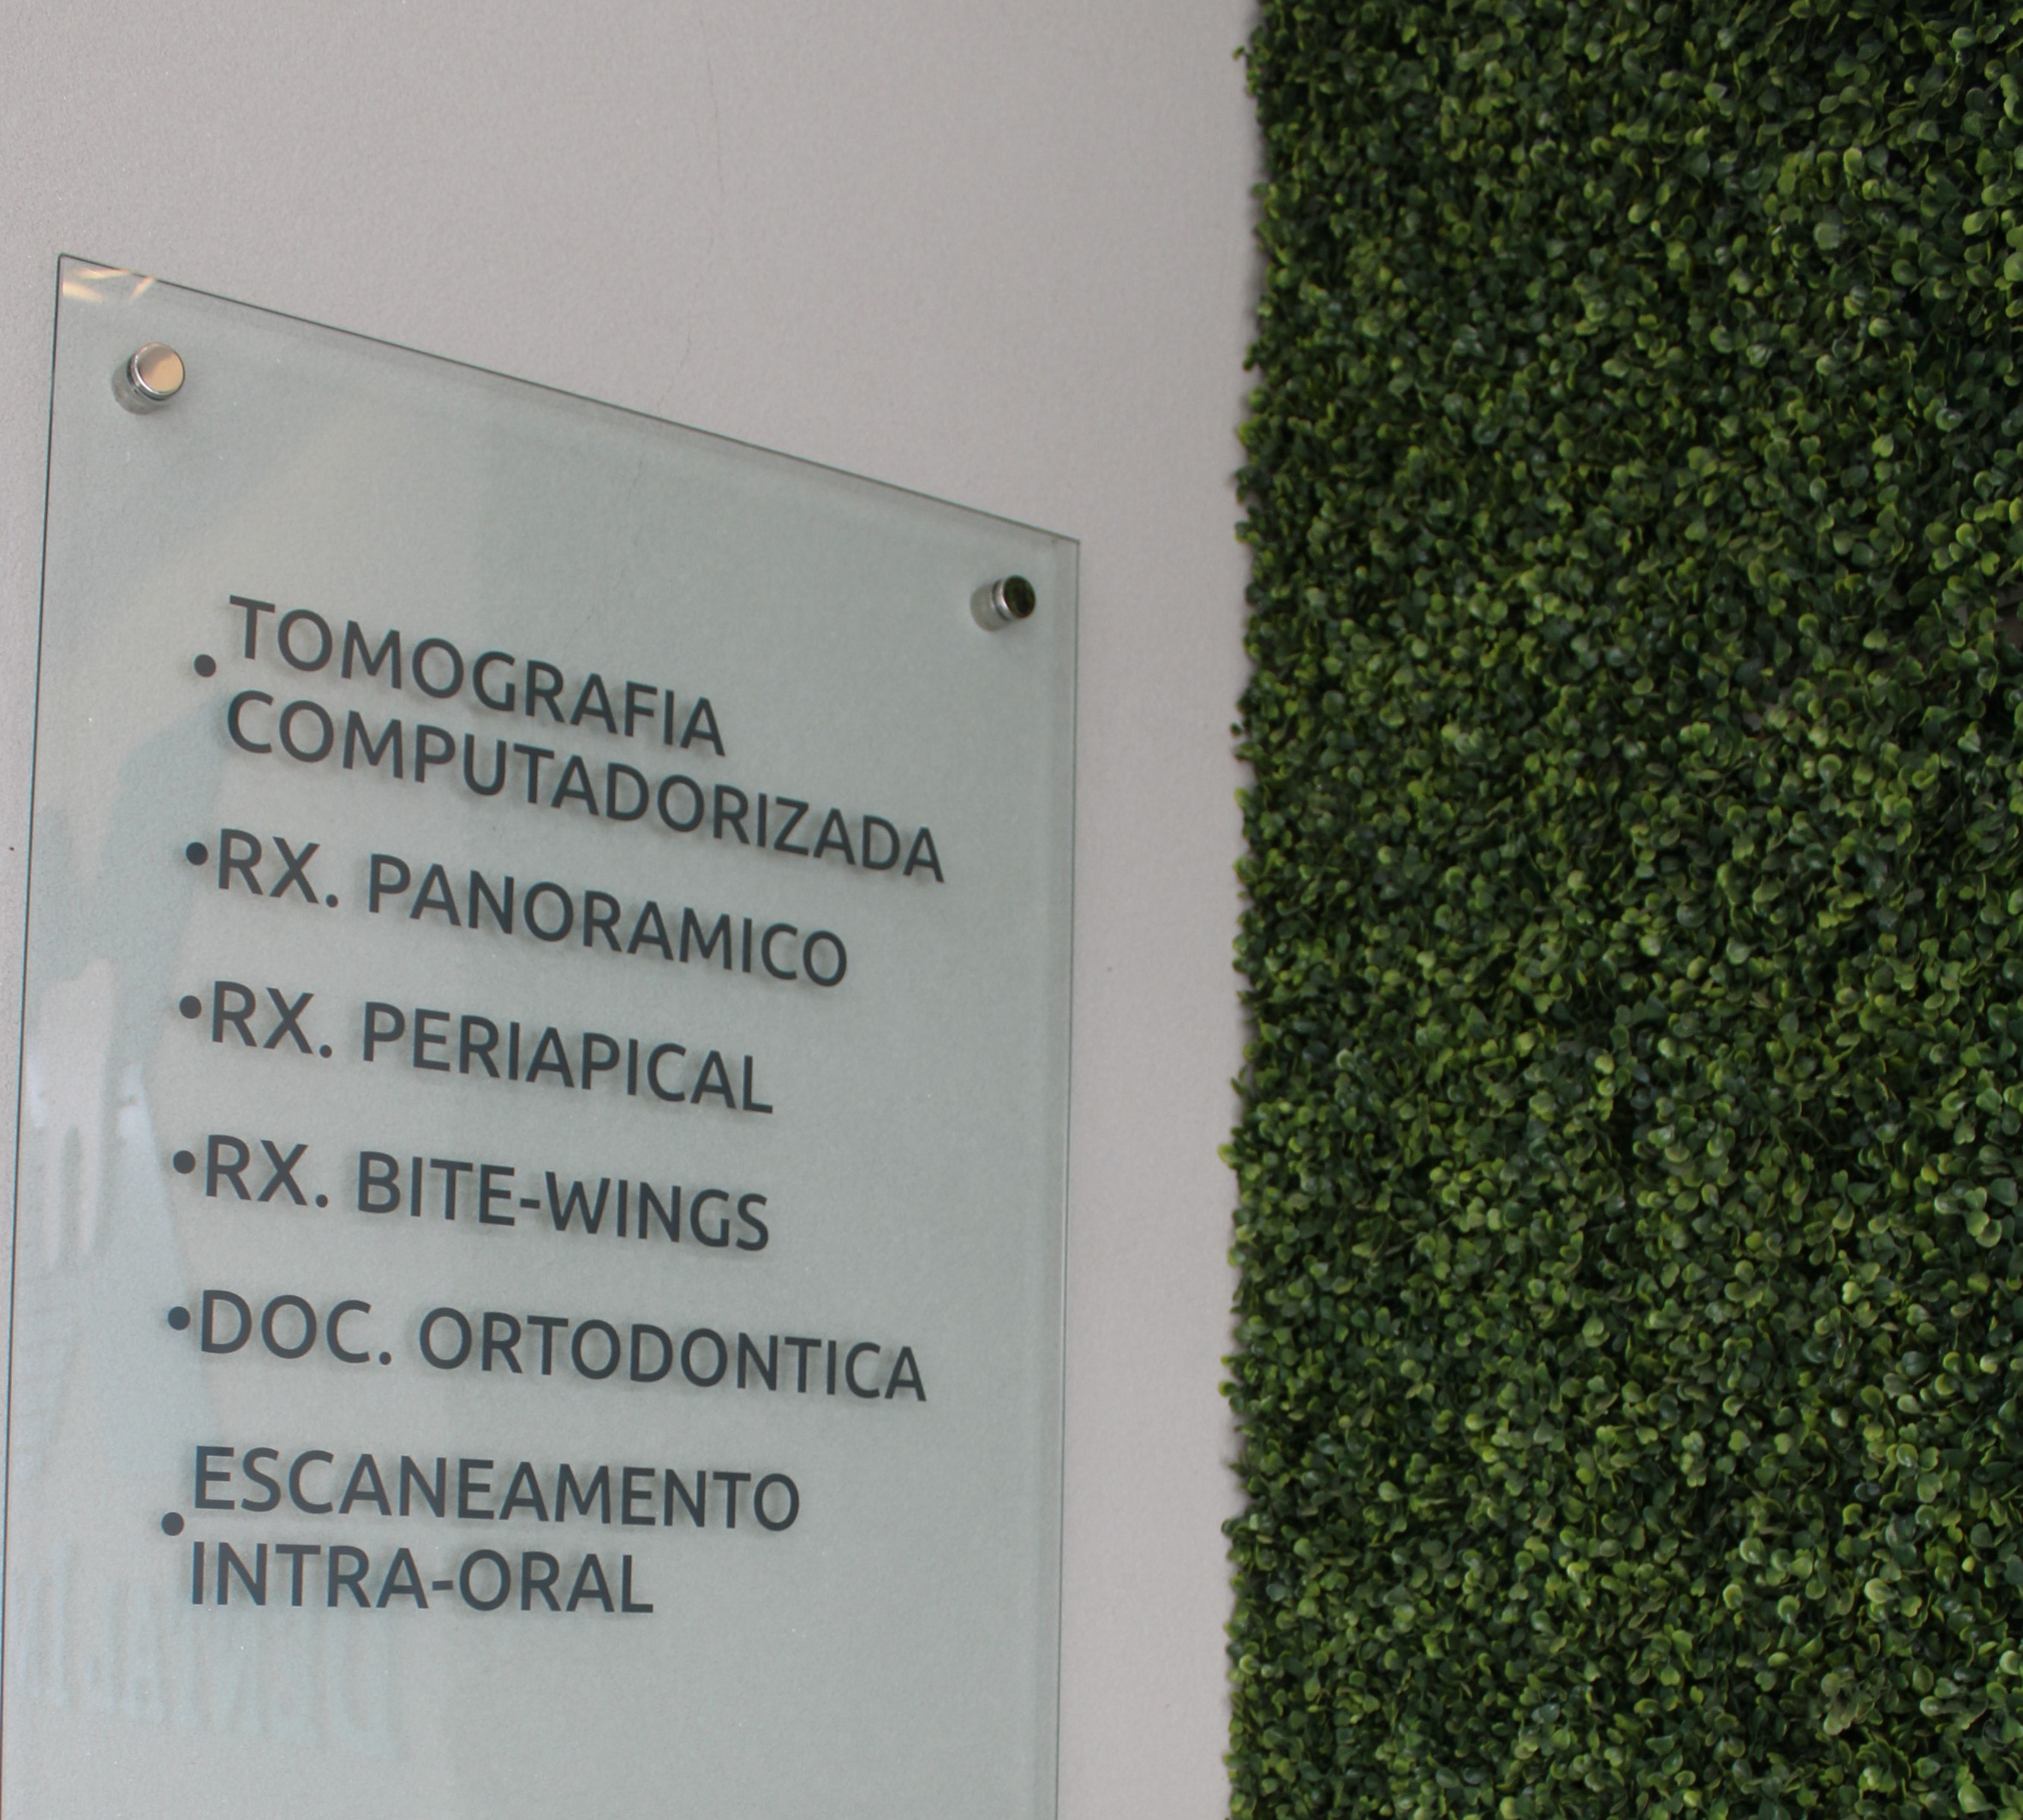 • TOMOGRAFIA
COMPUTADORIZADA
•RX. PANORAMICO
•RX. PERIAPICAL
•RX. BITE-WINGS
•DOC. ORTODONTICA
• ESCANEAMENTO
INTRA-ORAL